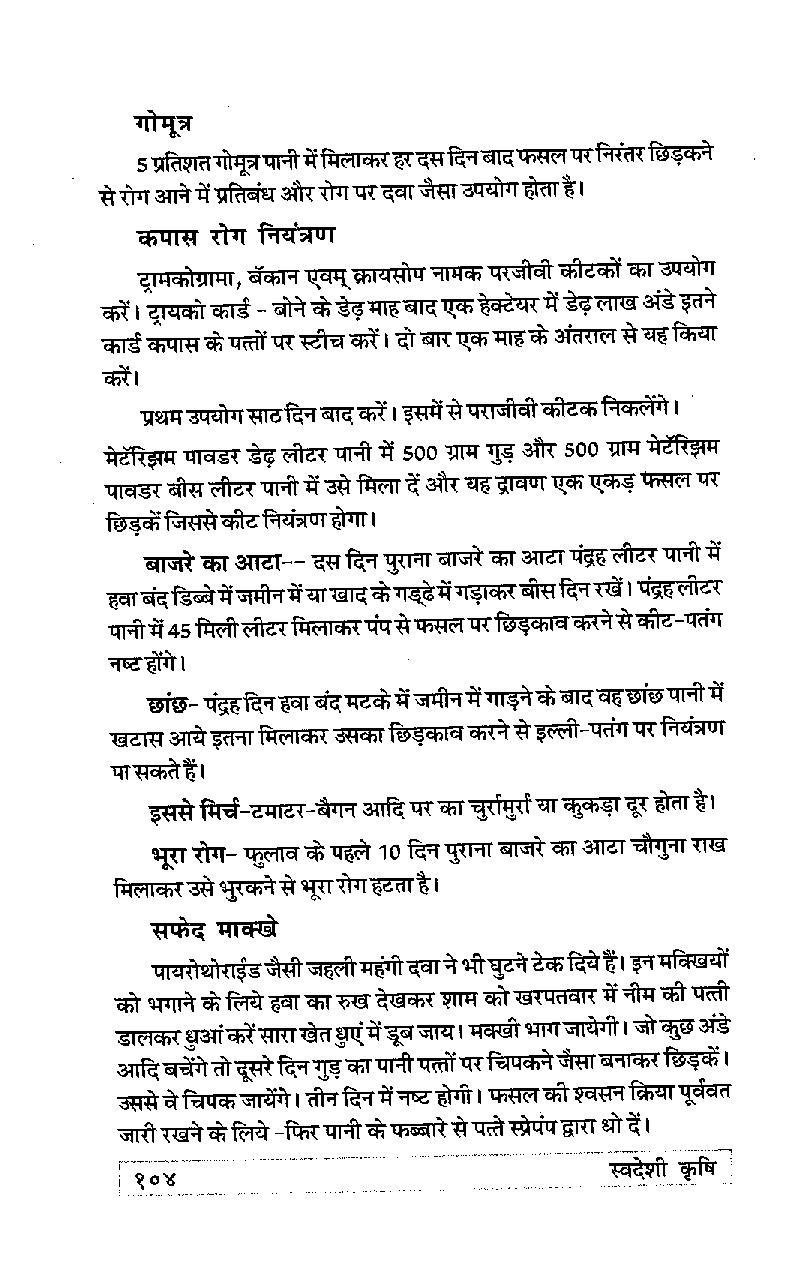 गोमूत्र
5 प्रतिशत गोमूत्र पानी में मिलाकर हर दस दिन बाद फसल पर निरंतर छिड़कने
से रोग आने में प्रतिबंध और रोग पर दवा जैसा उपयोग होता है।
कपास रोग नियंत्रण
ट्रामकोग्रामा, बॅकान एवम् क्रायसोप नामक परजीवी कीटकों का उपयोग
करें। ट्रायको कार्ड - बोने के डेढ़ माह बाद एक हेक्टेयर में डेढ़ लाख अंडे इतने
कार्ड कपास के पत्तों पर स्टीच करें। दो बार एक माह के अंतराल से यह किया
करें।
प्रथम उपयोग साठ दिन बाद करें। इसमें से पराजीवी कीटक निकलेंगे।
मेटॅरिझम पावडर डेढ़ लीटर पानी में 500 ग्राम गुड़ और 500 ग्राम मेटॅरिझम
पावडर बीस लीटर पानी में उसे मिला दें और यह द्रावण एक एकड़ फसल पर
छिड़कें जिससे कीट नियंत्रण होगा।
बाजरे का आटा-- दस दिन पुराना बाजरे का आटा पंद्रह लीटर पानी में
हवा बंद डिब्बे में जमीन में या खाद के गड्ढे में गड़ाकर बीस दिन रखें। पंद्रह लीटर
पानी में 45 मिली लीटर मिलाकर पंप से फसल पर छिड़काव करने से कीट-पतंग
नष्ट होंगे।
छांछ- पंद्रह दिन हवा बंद मटके में जमीन में गाड़ने के बाद वह छांछ पानी में
खटास आये इतना मिलाकर उसका छिड़काव करने से इल्ली-पतंग पर नियंत्रण
पा सकते हैं।
इससे मिर्च-टमाटर-बैगन आदि पर का चुर्रामुर्रा या कुकड़ा दूर होता है।
भूरा रोग- फुलाव के पहले 10 दिन पुराना बाजरे का आटा चौगुना राख
मिलाकर उसे भुरकने से भूरा रोग हटता है।
सफेद माक्खे
पायरोथोराईड जैसी जहली महंगी दवा ने भी घुटने टेक दिये हैं। इन मक्खियों
को भगाने के लिये हवा का रुख देखकर शाम को खरपतवार में नीम की पत्ती
डालकर धुआं करें सारा खेत धुएं में डूब जाय। मक्खी भाग जायेगी। जो कुछ अंडे
आदि बचेंगे तो दूसरे दिन गुड़ का पानी पत्तों पर चिपकने जैसा बनाकर छिड़कें।
उससे वे चिपक जायेंगे। तीन दिन में नष्ट होगी। फसल की श्वसन क्रिया पूर्ववत
जारी रखने के लिये -फिर पानी के फब्बारे से पत्ते स्प्रेपंप द्वारा धो दें।
१०४
स्वदेशी कृषि